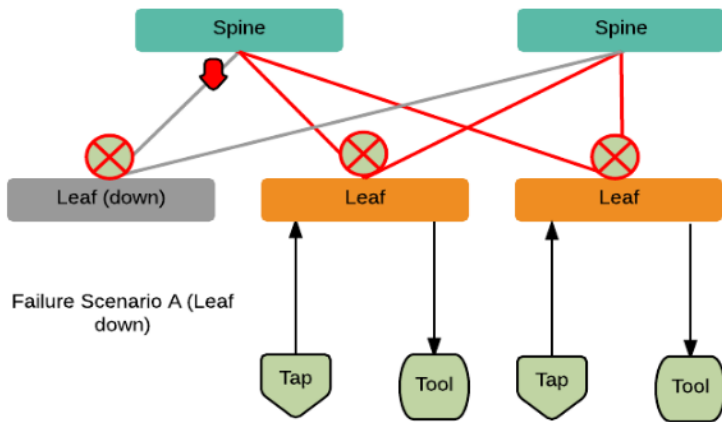 Spine
Spine
Leaf (down)
Leaf
Leaf
Failure Scenario A (Leaf
down)
Tap
Tool
Tap
Tool